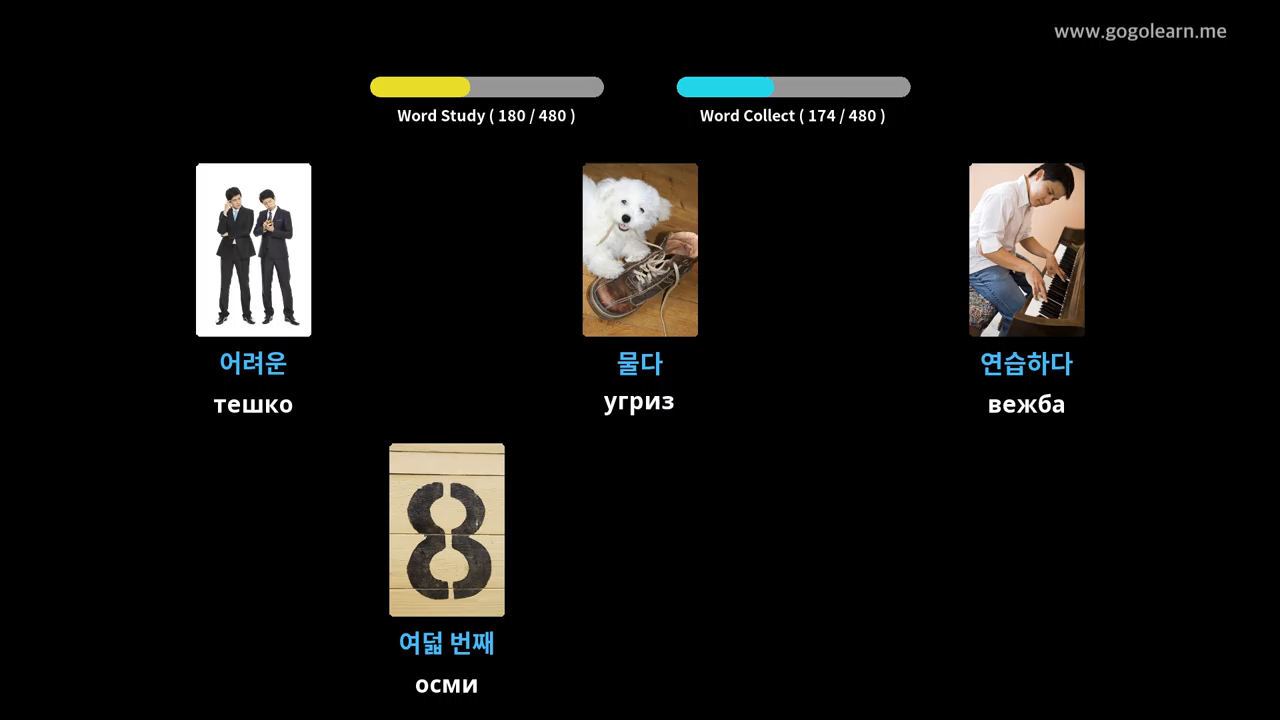 www.gogolearn.me
Word Study ( 180 / 480 )
Word Collect ( 174 / 480 )
어려운
тешко
물다
угриз
연습하다
вежба
8
여덟 번째
осми